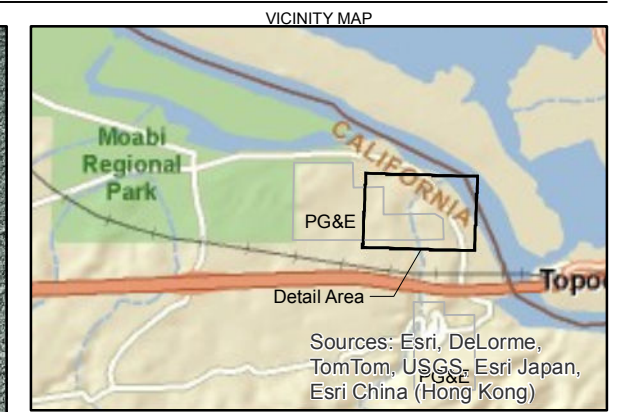 VICINITY MAP
Moabi
Regional
Park
CALIFORNIA
PG&E
Detail Area
Topo
Sources: Esri, DeLorme,
TomTom, USGS, Esri Japan,
Esri China (Hong Kong)
PG&E